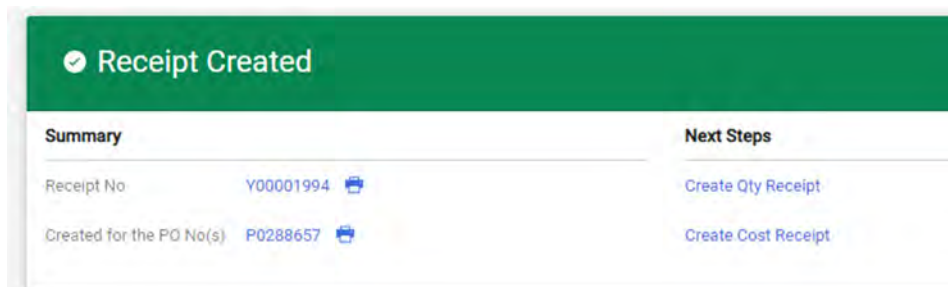 Receipt Created
Summary
Next Steps
Receipt No Y00001994
Create Qty Receipt
Created for the PO No(s) P0288657
Create Cost Receipt